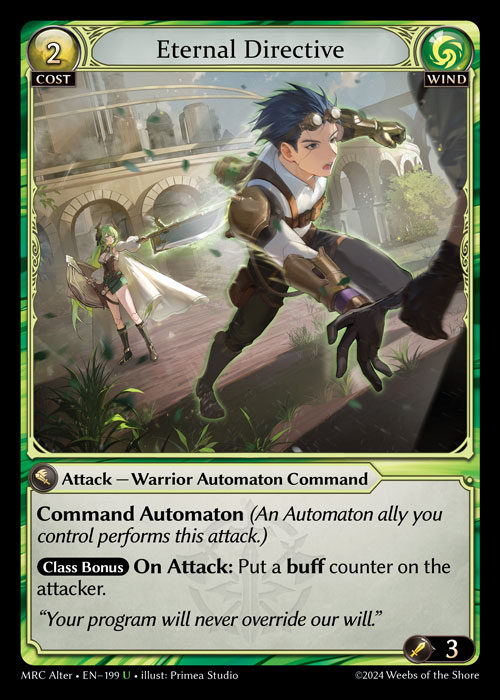 2
Eternal Directive
COST
WIND
Attack — Warrior Automaton Command
Command Automaton (An Automaton ally you
control performs this attack.)
Class Bonus On Attack: Put a buff counter on the
attacker.
“Your program will never override our will.”
3
MRC Alter • EN–199 U • illust: Primea Studio
©2024 Weebs of the Shore